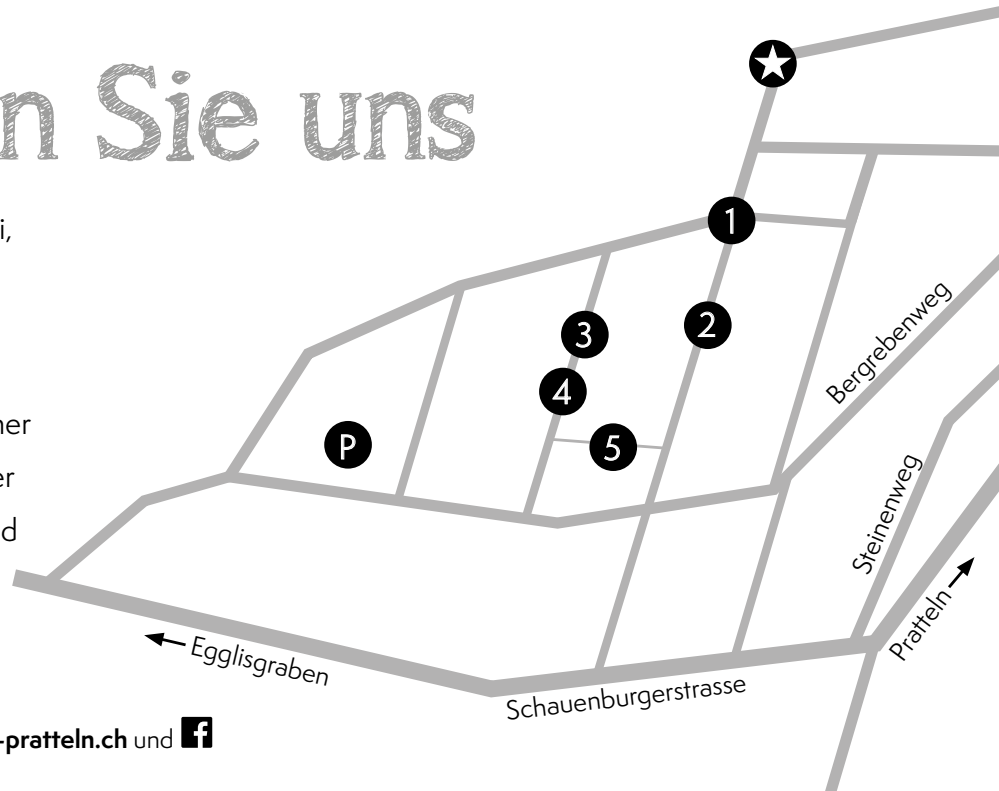 n Sie uns
i,
ner
er
d
-pratteln.ch und
1
2
3
4
5
P
Bergrebenweg
Steinenweg
Pratteln
Egglisgraben
Schauenburgerstrasse